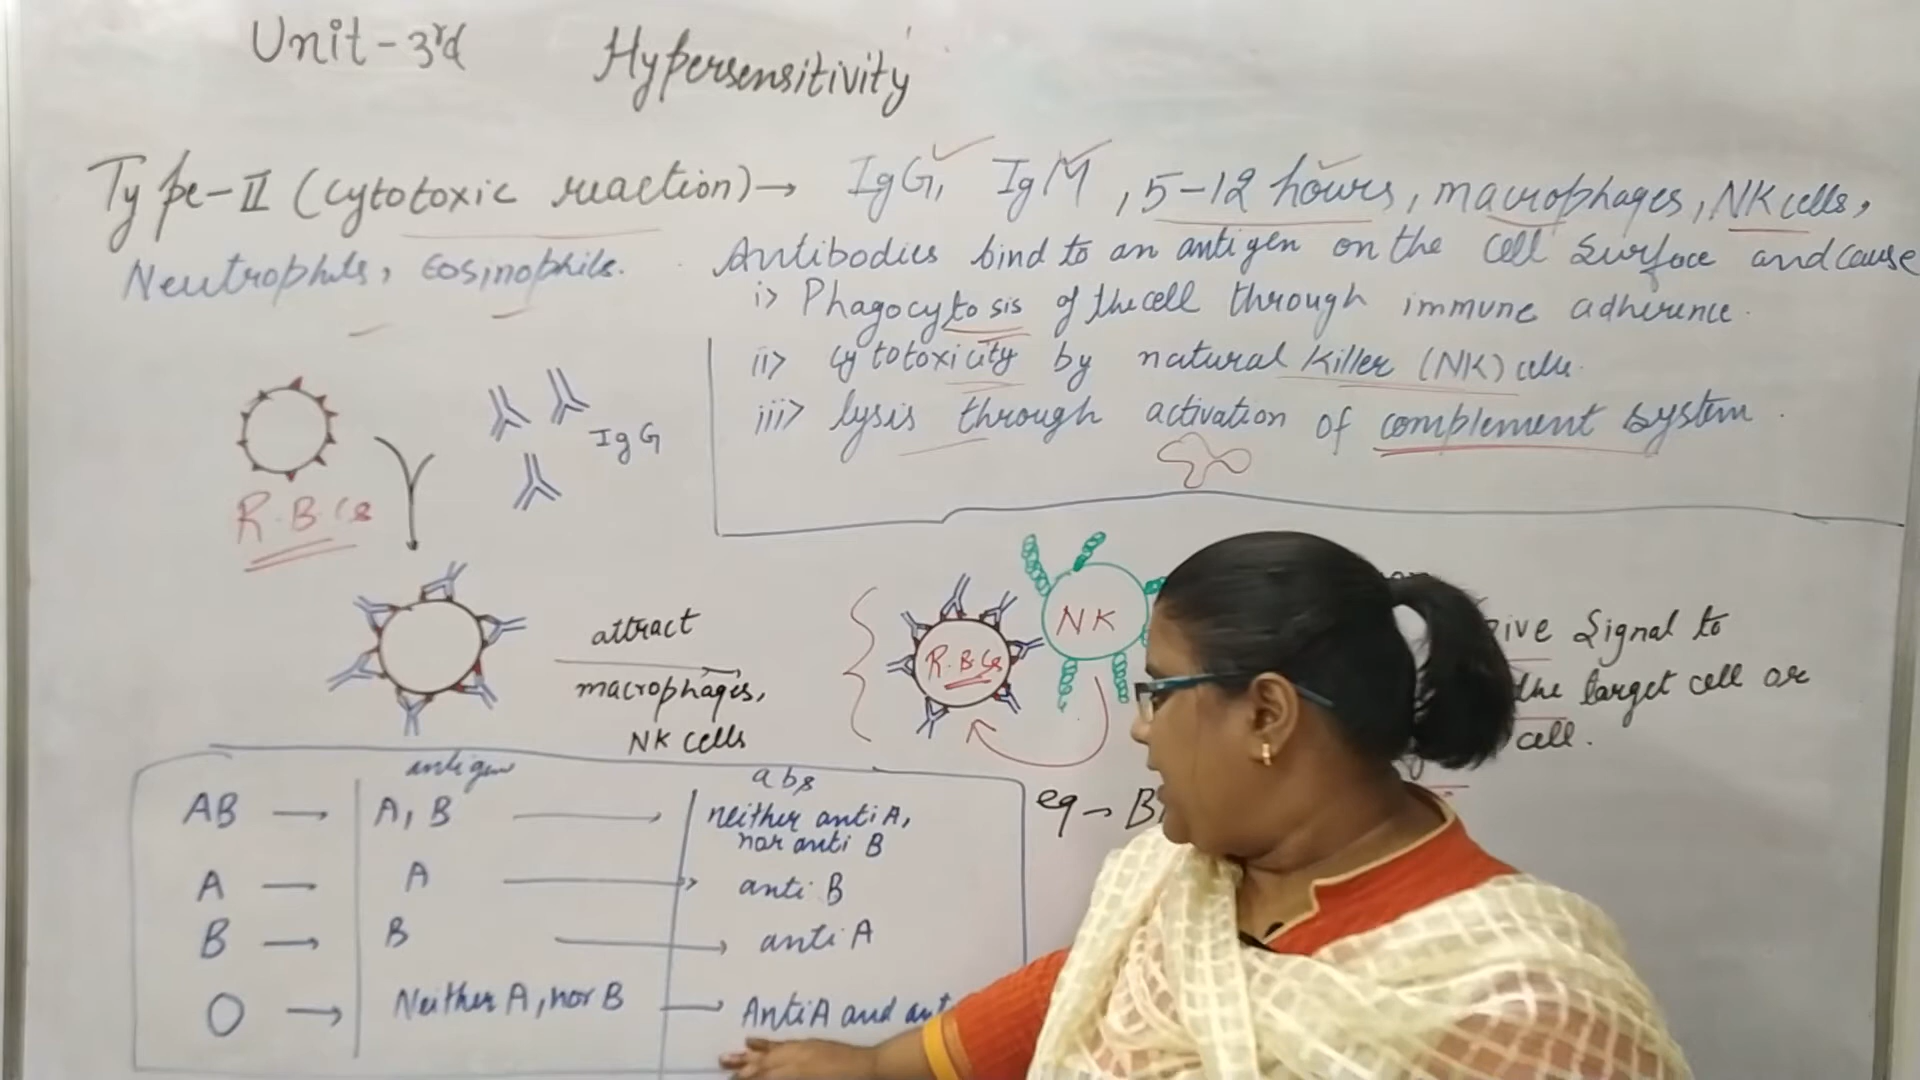 Unit-3rd Hypersensitivity
Type-II (cytotoxic reaction) → IgG, IgM, 5-12 hours, macrophages, NK cells,
Neutrophils, Eosinophils. Antibodies bind to an antigen on the cell surface and cause
i> Phagocytosis of the cell through immune adherence.
ii> cytotoxicity by natural killer (NK) cells.
iii> lysis through activation of complement system.
IgG
R.B.Cs
attract
macrophages,
NK cells
R.B.Cs
NK
Signal to
the target cell or
cell.
eg → B
antigen abs
AB → A, B → neither anti A,
nor anti B
A — A → anti B
B → B → anti A
O → Neither A, nor B → Anti A and